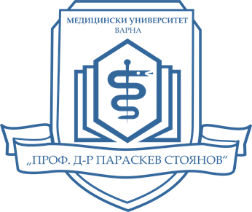 МЕДИЦИНСКИ УНИВЕРСИТЕТ
ВАРНА
„ПРОФ. Д-Р ПАРАСКЕВ СТОЯНОВ“